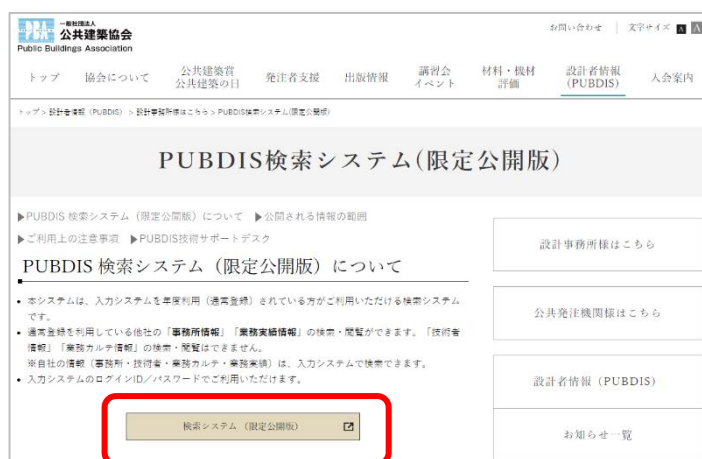 一般社団法人
公共建築協会
Public Buildings Association
お問い合わせ 文字サイズ A A
トップ 協会について 公共建築賞 公共建築の日 発注者支援 出版情報 講習会 イベント 材料・機材 評価 設計者情報 (PUBDIS) 入会案内
トップ > 設計者情報 (PUBDIS) > 設計事務所様はこちら > PUBDIS検索システム(限定公開版)
PUBDIS検索システム(限定公開版)
▶PUBDIS 検索システム（限定公開版）について ▶公開される情報の範囲
▶ご利用上の注意事項 ▶PUBDIS技術サポートデスク
PUBDIS 検索システム（限定公開版）について
• 本システムは、入力システムを年度利用（通常登録）されている方がご利用いただける検索システム
です。
• 通常登録を利用している他社の「事務所情報」「業務実績情報」の検索・閲覧ができます。「技術者
情報」「業務カルテ情報」の検索・閲覧はできません。
※自社の情報（事務所・技術者・業務カルテ・業務実績）は、入力システムで検索できます。
• 入力システムのログインID／パスワードでご利用いただけます。
検索システム （限定公開版）
設計事務所様はこちら
公共発注機関様はこちら
設計者情報（PUBDIS）
お知らせ一覧